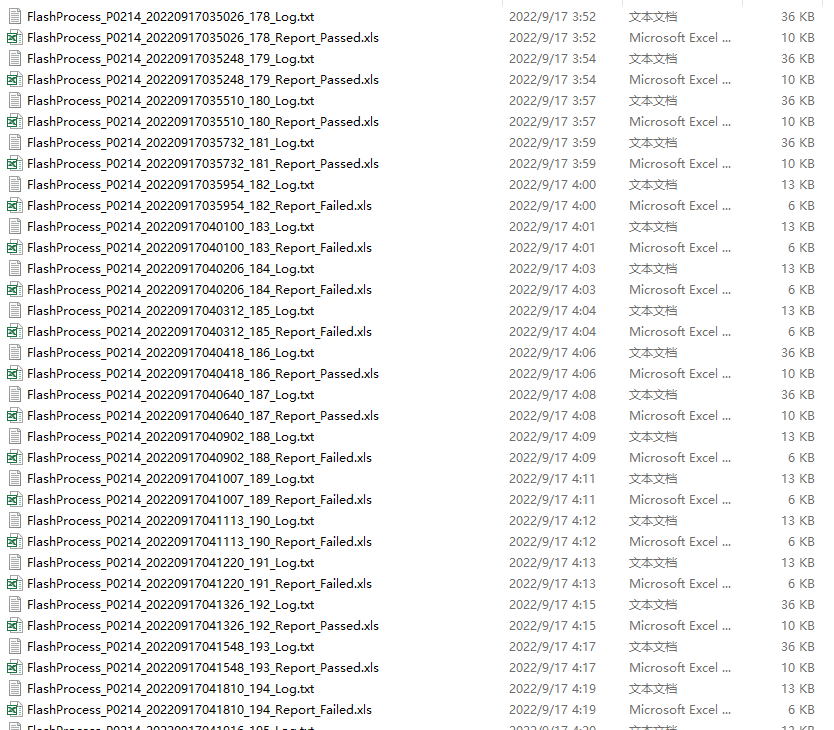 FlashProcess_P0214_20220917035026_178_Log.txt 2022/9/17 3:52 文本文档 36 KB
FlashProcess_P0214_20220917035026_178_Report_Passed.xls 2022/9/17 3:52 Microsoft Excel ... 10 KB
FlashProcess_P0214_20220917035248_179_Log.txt 2022/9/17 3:54 文本文档 36 KB
FlashProcess_P0214_20220917035248_179_Report_Passed.xls 2022/9/17 3:54 Microsoft Excel ... 10 KB
FlashProcess_P0214_20220917035510_180_Log.txt 2022/9/17 3:57 文本文档 36 KB
FlashProcess_P0214_20220917035510_180_Report_Passed.xls 2022/9/17 3:57 Microsoft Excel ... 10 KB
FlashProcess_P0214_20220917035732_181_Log.txt 2022/9/17 3:59 文本文档 36 KB
FlashProcess_P0214_20220917035732_181_Report_Passed.xls 2022/9/17 3:59 Microsoft Excel ... 10 KB
FlashProcess_P0214_20220917035954_182_Log.txt 2022/9/17 4:00 文本文档 13 KB
FlashProcess_P0214_20220917035954_182_Report_Failed.xls 2022/9/17 4:00 Microsoft Excel ... 6 KB
FlashProcess_P0214_20220917040100_183_Log.txt 2022/9/17 4:01 文本文档 13 KB
FlashProcess_P0214_20220917040100_183_Report_Failed.xls 2022/9/17 4:01 Microsoft Excel ... 6 KB
FlashProcess_P0214_20220917040206_184_Log.txt 2022/9/17 4:03 文本文档 13 KB
FlashProcess_P0214_20220917040206_184_Report_Failed.xls 2022/9/17 4:03 Microsoft Excel ... 6 KB
FlashProcess_P0214_20220917040312_185_Log.txt 2022/9/17 4:04 文本文档 13 KB
FlashProcess_P0214_20220917040312_185_Report_Failed.xls 2022/9/17 4:04 Microsoft Excel ... 6 KB
FlashProcess_P0214_20220917040418_186_Log.txt 2022/9/17 4:06 文本文档 36 KB
FlashProcess_P0214_20220917040418_186_Report_Passed.xls 2022/9/17 4:06 Microsoft Excel ... 10 KB
FlashProcess_P0214_20220917040640_187_Log.txt 2022/9/17 4:08 文本文档 36 KB
FlashProcess_P0214_20220917040640_187_Report_Passed.xls 2022/9/17 4:08 Microsoft Excel ... 10 KB
FlashProcess_P0214_20220917040902_188_Log.txt 2022/9/17 4:09 文本文档 13 KB
FlashProcess_P0214_20220917040902_188_Report_Failed.xls 2022/9/17 4:09 Microsoft Excel ... 6 KB
FlashProcess_P0214_20220917041007_189_Log.txt 2022/9/17 4:11 文本文档 13 KB
FlashProcess_P0214_20220917041007_189_Report_Failed.xls 2022/9/17 4:11 Microsoft Excel ... 6 KB
FlashProcess_P0214_20220917041113_190_Log.txt 2022/9/17 4:12 文本文档 13 KB
FlashProcess_P0214_20220917041113_190_Report_Failed.xls 2022/9/17 4:12 Microsoft Excel ... 6 KB
FlashProcess_P0214_20220917041220_191_Log.txt 2022/9/17 4:13 文本文档 13 KB
FlashProcess_P0214_20220917041220_191_Report_Failed.xls 2022/9/17 4:13 Microsoft Excel ... 6 KB
FlashProcess_P0214_20220917041326_192_Log.txt 2022/9/17 4:15 文本文档 36 KB
FlashProcess_P0214_20220917041326_192_Report_Passed.xls 2022/9/17 4:15 Microsoft Excel ... 10 KB
FlashProcess_P0214_20220917041548_193_Log.txt 2022/9/17 4:17 文本文档 36 KB
FlashProcess_P0214_20220917041548_193_Report_Passed.xls 2022/9/17 4:17 Microsoft Excel ... 10 KB
FlashProcess_P0214_20220917041810_194_Log.txt 2022/9/17 4:19 文本文档 13 KB
FlashProcess_P0214_20220917041810_194_Report_Failed.xls 2022/9/17 4:19 Microsoft Excel ... 6 KB